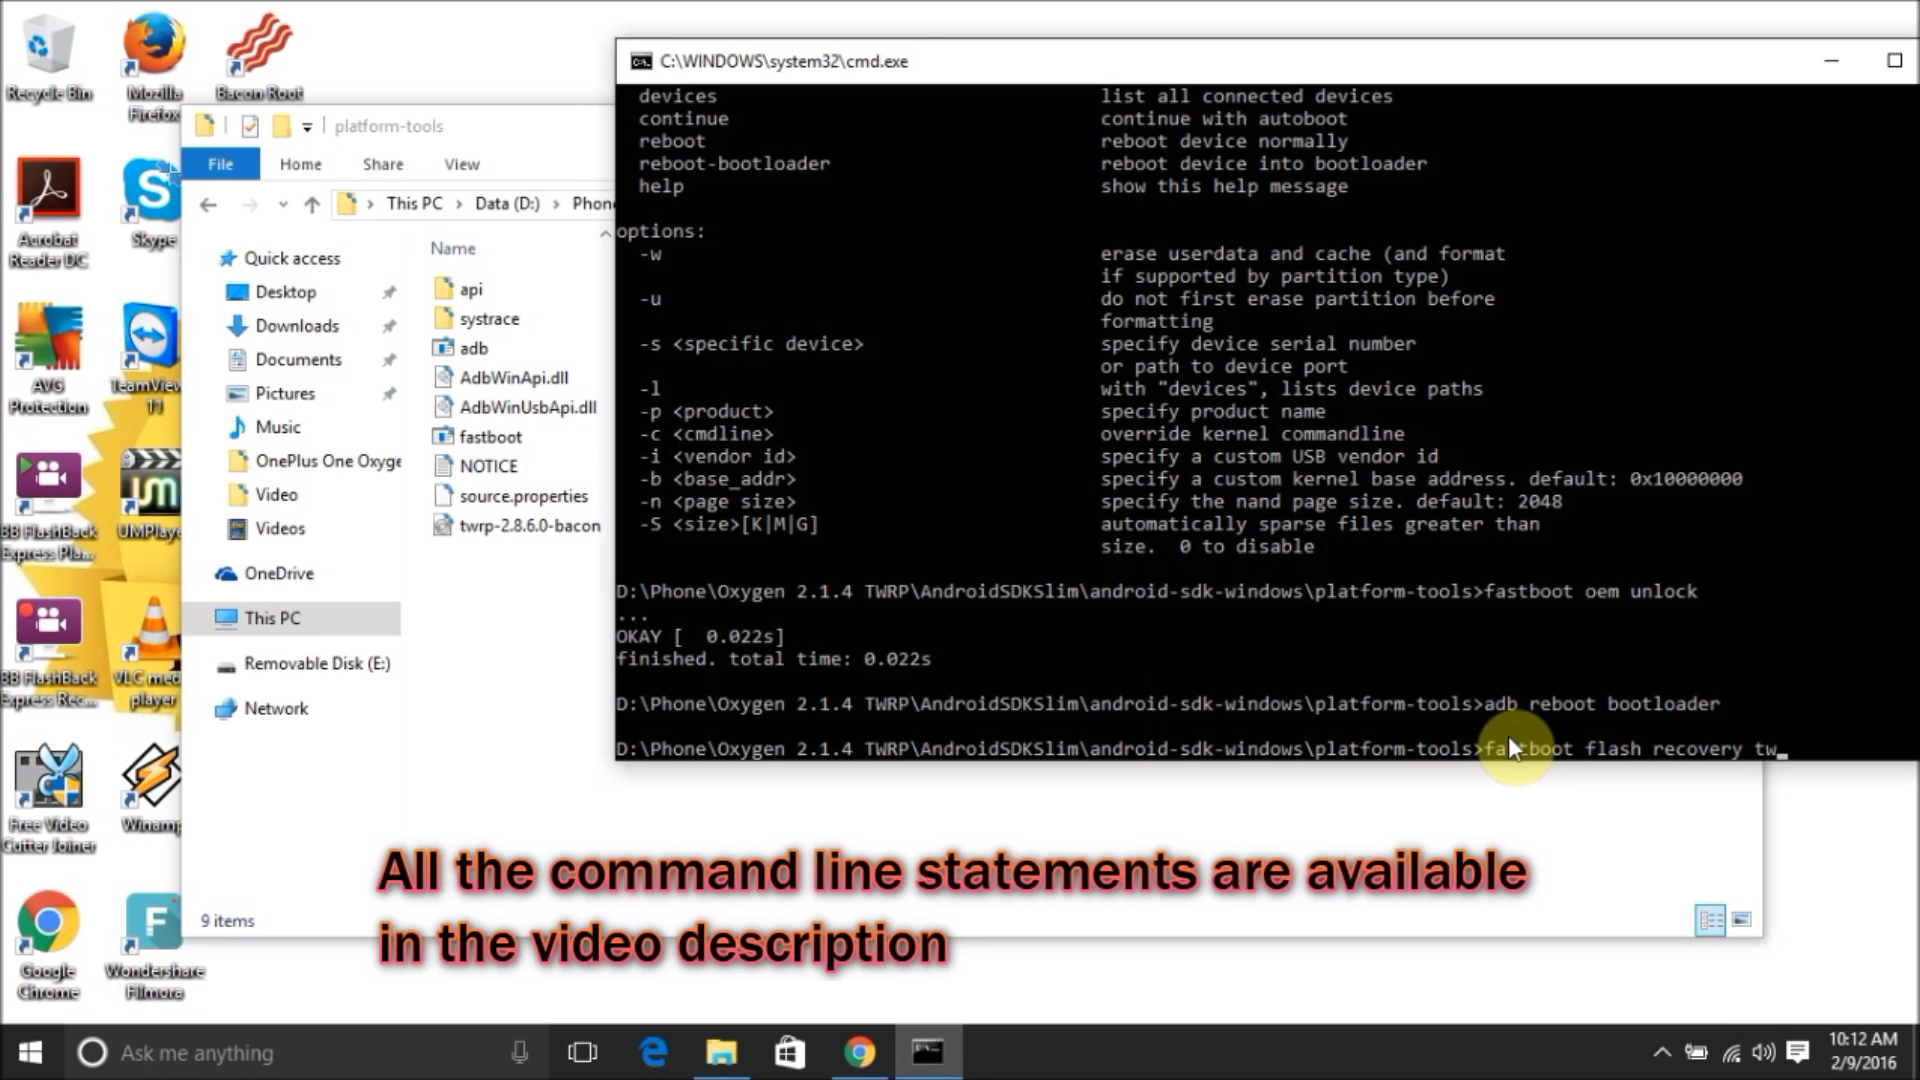 Recycle Bin
Mozilla Firefox
Bacon Root
Acrobat Reader DC
Skype
AVG Protection
TeamView... 11
BB FlashBack Express Pla...
UMPlaye
BB FlashBack Express Rec...
VLC media player
Free Video Cutter Joiner
Winamp
Google Chrome
Wondershare Filmora
platform-tools
File Home Share View
This PC > Data (D:) > Phon
Name
Quick access
Desktop
Downloads
Documents
Pictures
Music
OnePlus One Oxyge
Video
Videos
OneDrive
This PC
Removable Disk (E:)
Network
api
systrace
adb
AdbWinApi.dll
AdbWinUsbApi.dll
fastboot
NOTICE
source.properties
twrp-2.8.6.0-bacon
9 items
C:\WINDOWS\system32\cmd.exe
devices list all connected devices
continue continue with autoboot
reboot reboot device normally
reboot-bootloader reboot device into bootloader
help show this help message
options:
-w erase userdata and cache (and format
if supported by partition type)
-u do not first erase partition before
formatting
-s <specific device> specify device serial number
or path to device port
-l with "devices", lists device paths
-p <product> specify product name
-c <cmdline> override kernel commandline
-i <vendor id> specify a custom USB vendor id
-b <base_addr> specify a custom kernel base address. default: 0x10000000
-n <page size> specify the nand page size. default: 2048
-S <size>[K|M|G] automatically sparse files greater than
size. 0 to disable
D:\Phone\Oxygen 2.1.4 TWRP\AndroidSDKSlim\android-sdk-windows\platform-tools>fastboot oem unlock
...
OKAY [ 0.022s]
finished. total time: 0.022s
D:\Phone\Oxygen 2.1.4 TWRP\AndroidSDKSlim\android-sdk-windows\platform-tools>adb reboot bootloader
D:\Phone\Oxygen 2.1.4 TWRP\AndroidSDKSlim\android-sdk-windows\platform-tools>fastboot flash recovery tw_
All the command line statements are available
in the video description
Ask me anything
10:12 AM
2/9/2016